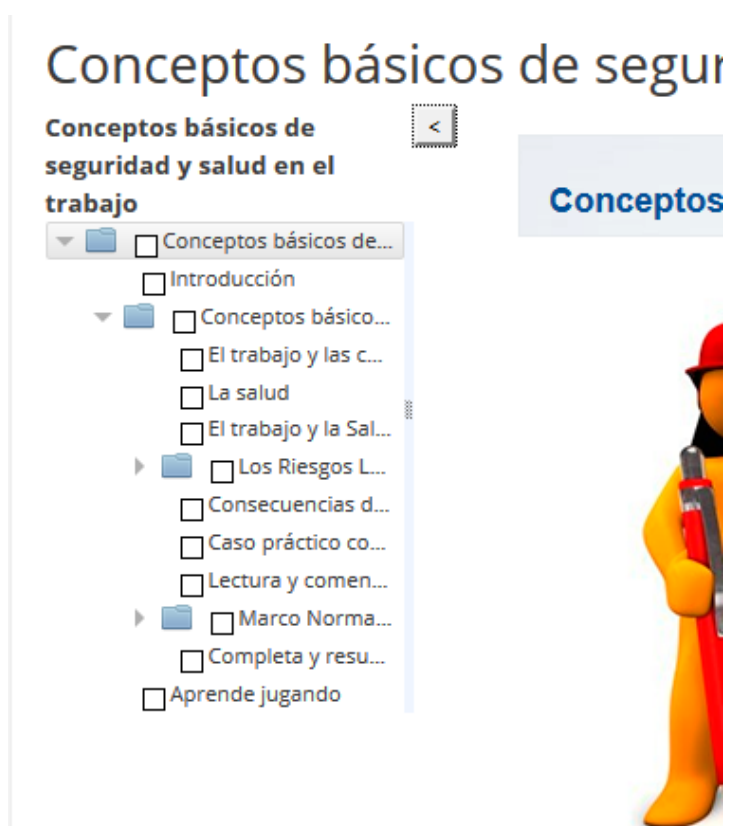 Conceptos básicos de segur
Conceptos básicos de
seguridad y salud en el
trabajo
<
Conceptos
Conceptos básicos de...
Introducción
Conceptos básico...
El trabajo y las c...
La salud
El trabajo y la Sal...
Los Riesgos L...
Consecuencias d...
Caso práctico co...
Lectura y comen...
Marco Norma...
Completa y resu...
Aprende jugando